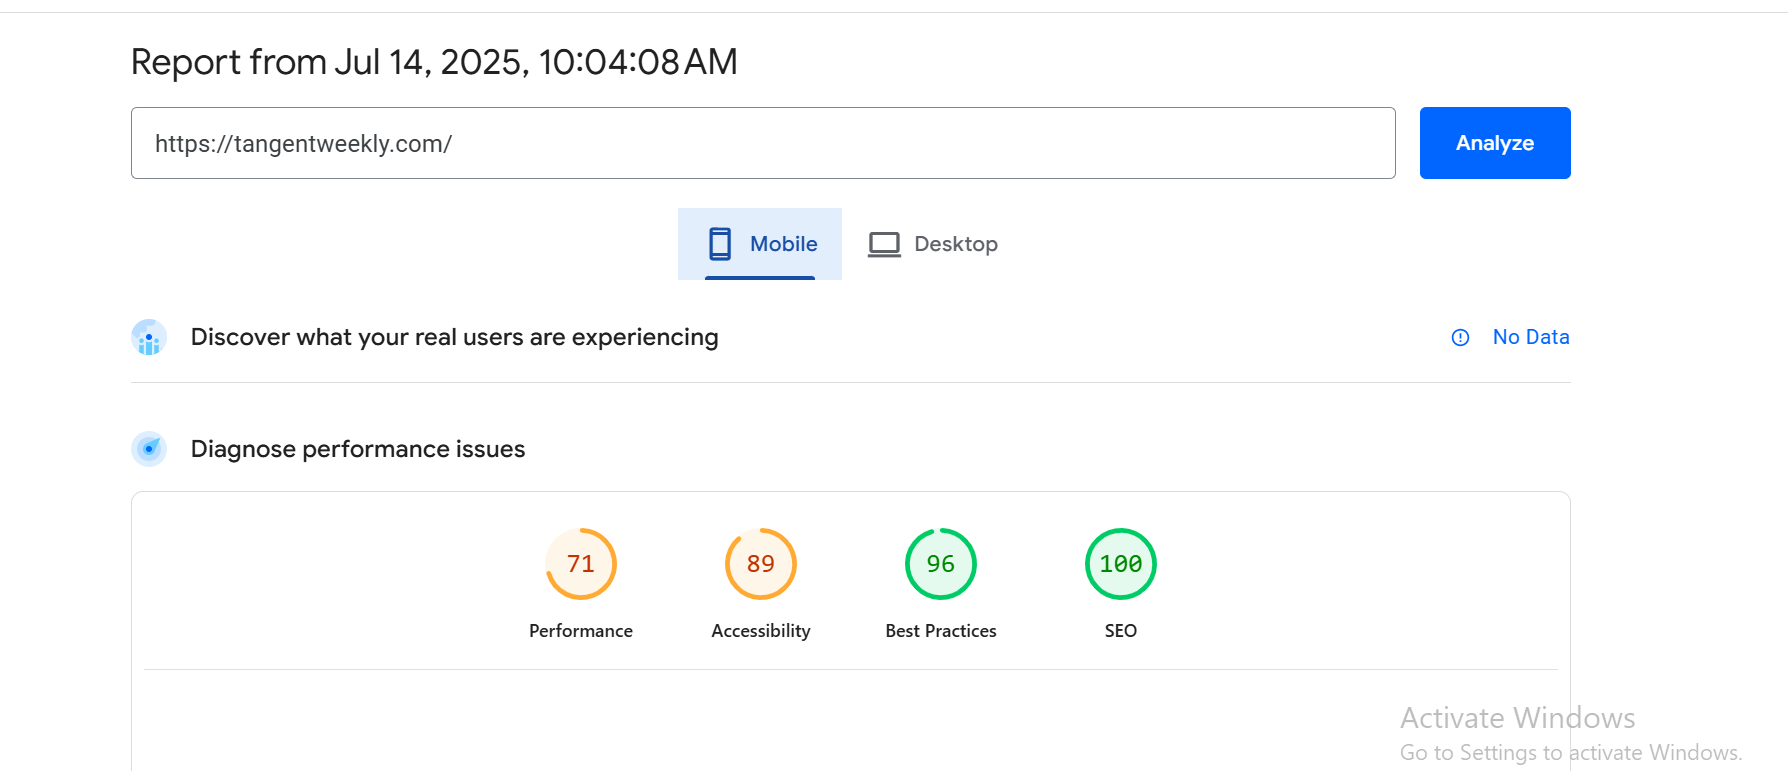 Report from Jul 14, 2025, 10:04:08 AM
https://tangentweekly.com/
Analyze
Mobile
Desktop
Discover what your real users are experiencing
No Data
Diagnose performance issues
71
89
96
100
Performance
Accessibility
Best Practices
SEO
Activate Windows
Go to Settings to activate Windows.